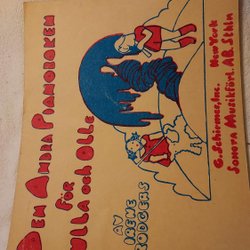 DEN ANDRA PIANOBOKEN
FÖR
ULLA OCH OLLE
AV
IRENE
RODGERS
G. Schirmer, Inc. New York
Sonora Musikförl. AB. Sthlm